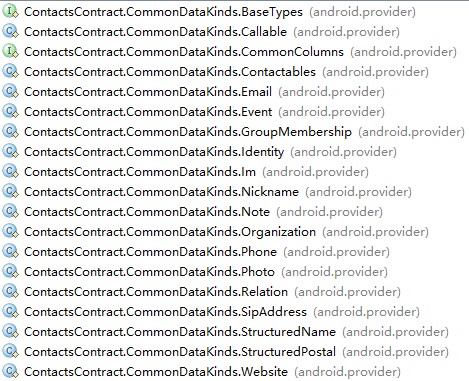 ContactsContract.CommonDataKinds.BaseTypes (android.provider)
ContactsContract.CommonDataKinds.Callable (android.provider)
ContactsContract.CommonDataKinds.CommonColumns (android.provider)
ContactsContract.CommonDataKinds.Contactables (android.provider)
ContactsContract.CommonDataKinds.Email (android.provider)
ContactsContract.CommonDataKinds.Event (android.provider)
ContactsContract.CommonDataKinds.GroupMembership (android.provider)
ContactsContract.CommonDataKinds.Identity (android.provider)
ContactsContract.CommonDataKinds.Im (android.provider)
ContactsContract.CommonDataKinds.Nickname (android.provider)
ContactsContract.CommonDataKinds.Note (android.provider)
ContactsContract.CommonDataKinds.Organization (android.provider)
ContactsContract.CommonDataKinds.Phone (android.provider)
ContactsContract.CommonDataKinds.Photo (android.provider)
ContactsContract.CommonDataKinds.Relation (android.provider)
ContactsContract.CommonDataKinds.SipAddress (android.provider)
ContactsContract.CommonDataKinds.StructuredName (android.provider)
ContactsContract.CommonDataKinds.StructuredPostal (android.provider)
ContactsContract.CommonDataKinds.Website (android.provider)